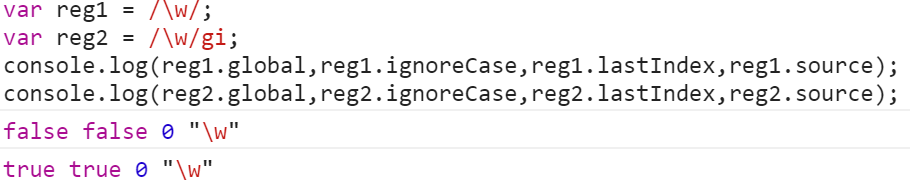 var reg1 = /\w/;
var reg2 = /\w/gi;
console.log(reg1.global,reg1.ignoreCase,reg1.lastIndex,reg1.source);
console.log(reg2.global,reg2.ignoreCase,reg2.lastIndex,reg2.source);
false false 0 "\w"
true true 0 "\w"